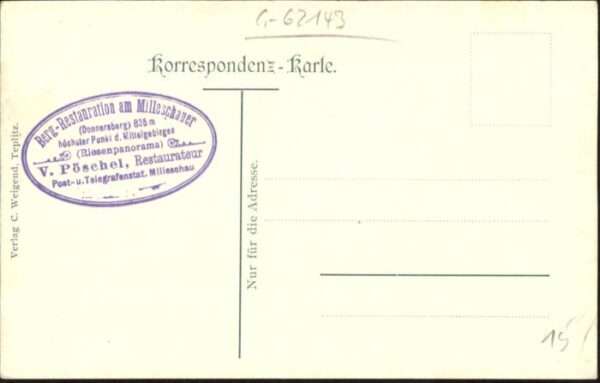 G-62143
Korrespondenz-Karte.
Berg-Restauration am Milleschauer
(Donnersberg) 835 m
höchster Punkt d. Mittelgebirges
(Riesenpanorama)
V. Pöschel, Restaurateur
Post- u. Telegrafenstat. Milleschau
Verlag C. Weigend, Teplitz.
Nur für die Adresse.
15